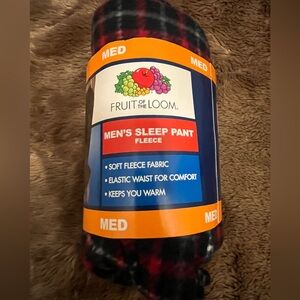 MED
MED
FRUIT OF THE LOOM.
MEN'S SLEEP PANT
FLEECE
• SOFT FLEECE FABRIC
• ELASTIC WAIST FOR COMFORT
• KEEPS YOU WARM
MED
MED